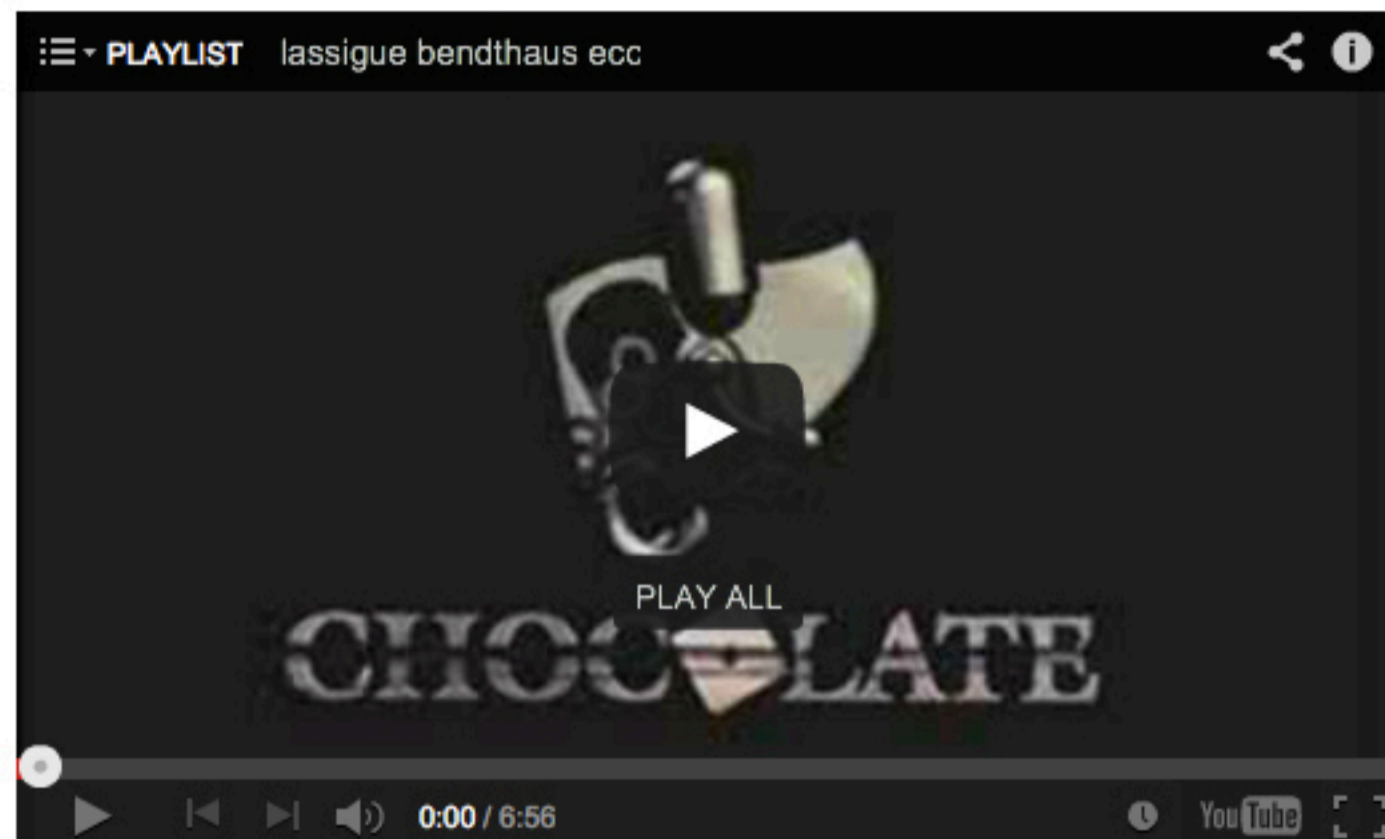 PLAYLIST lassigue bendthaus ecc
PLAY ALL
CHOCOLATE
0:00 / 6:56
YouTube